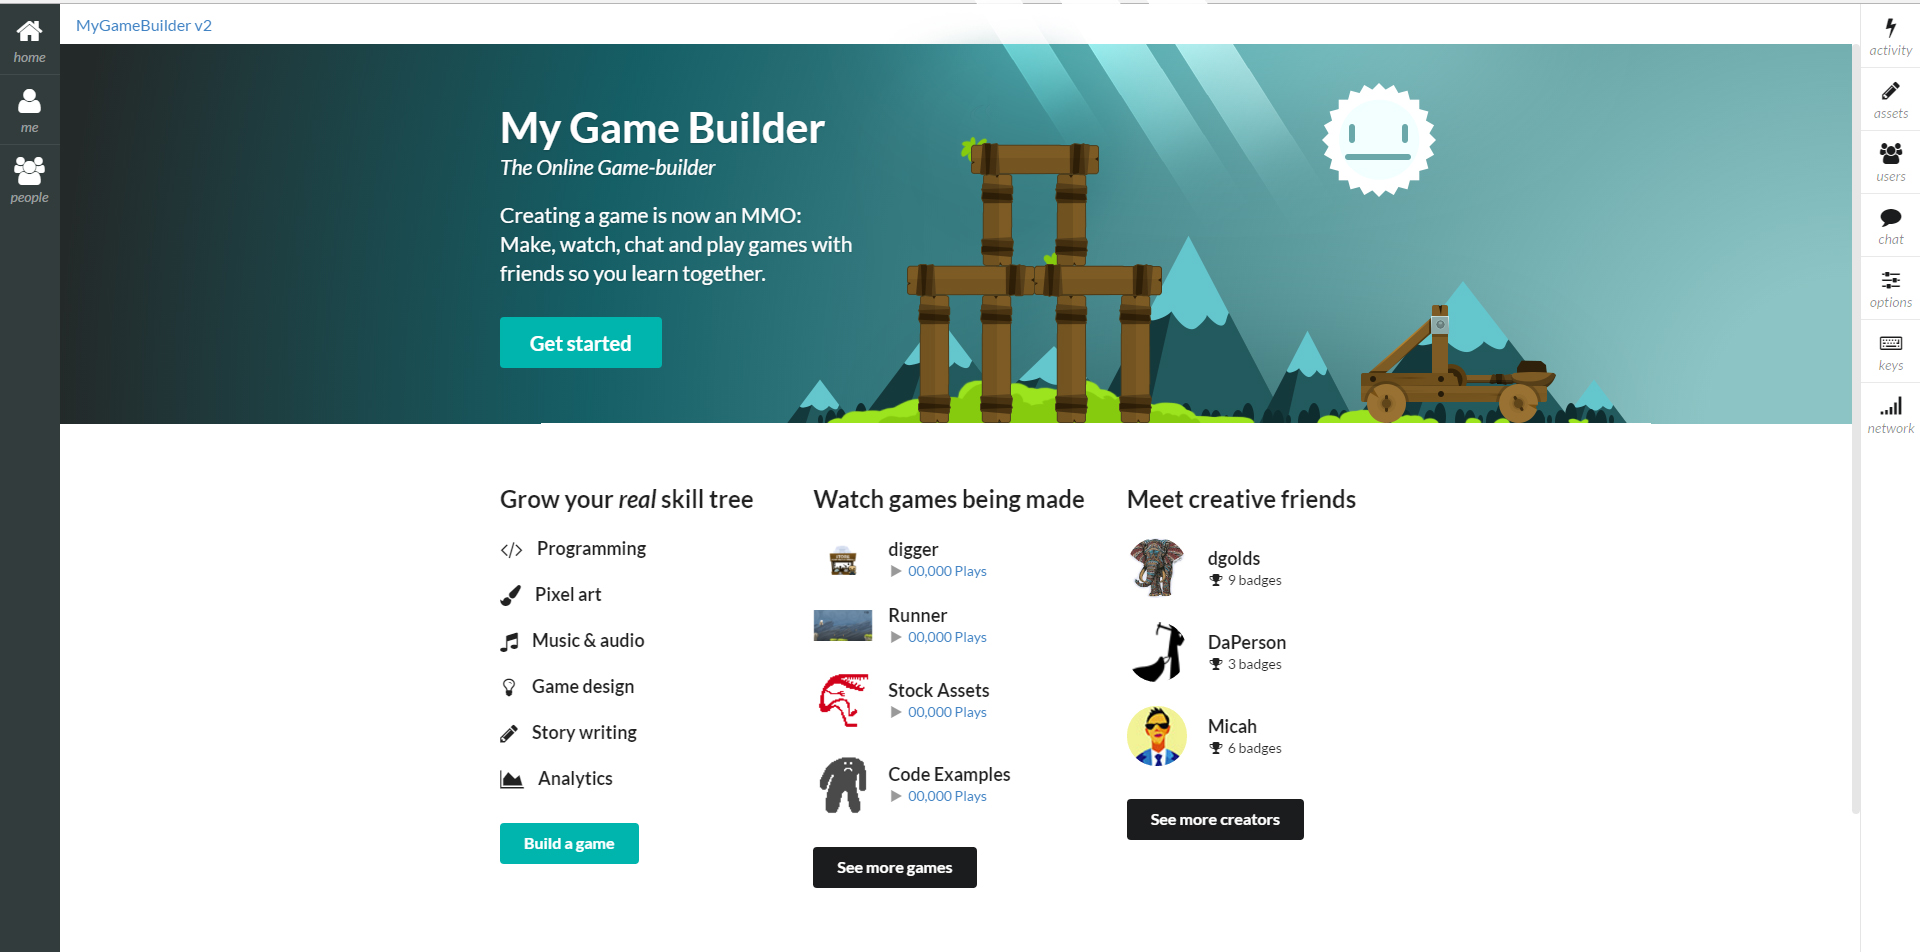 MyGameBuilder v2
home
me
people
My Game Builder
The Online Game-builder
Creating a game is now an MMO:
Make, watch, chat and play games with
friends so you learn together.
Get started
activity
assets
users
chat
options
keys
network
Grow your real skill tree
Programming
Pixel art
Music & audio
Game design
Story writing
Analytics
Build a game
Watch games being made
digger
00,000 Plays
Runner
00,000 Plays
Stock Assets
00,000 Plays
Code Examples
00,000 Plays
See more games
Meet creative friends
dgolds
9 badges
DaPerson
3 badges
Micah
6 badges
See more creators